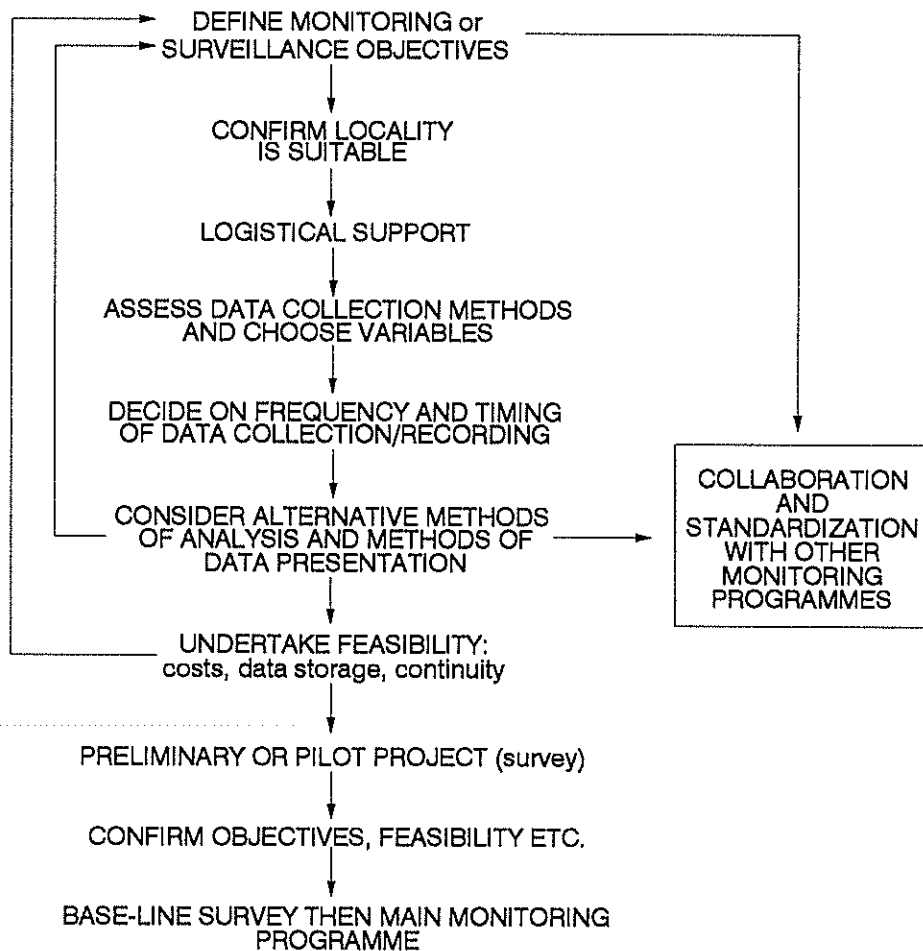 DEFINE MONITORING or
SURVEILLANCE OBJECTIVES
CONFIRM LOCALITY
IS SUITABLE
LOGISTICAL SUPPORT
ASSESS DATA COLLECTION METHODS
AND CHOOSE VARIABLES
DECIDE ON FREQUENCY AND TIMING
OF DATA COLLECTION/RECORDING
CONSIDER ALTERNATIVE METHODS
OF ANALYSIS AND METHODS OF
DATA PRESENTATION
COLLABORATION
AND
STANDARDIZATION
WITH OTHER
MONITORING
PROGRAMMES
UNDERTAKE FEASIBILITY:
costs, data storage, continuity
PRELIMINARY OR PILOT PROJECT (survey)
CONFIRM OBJECTIVES, FEASIBILITY ETC.
BASE-LINE SURVEY THEN MAIN MONITORING
PROGRAMME